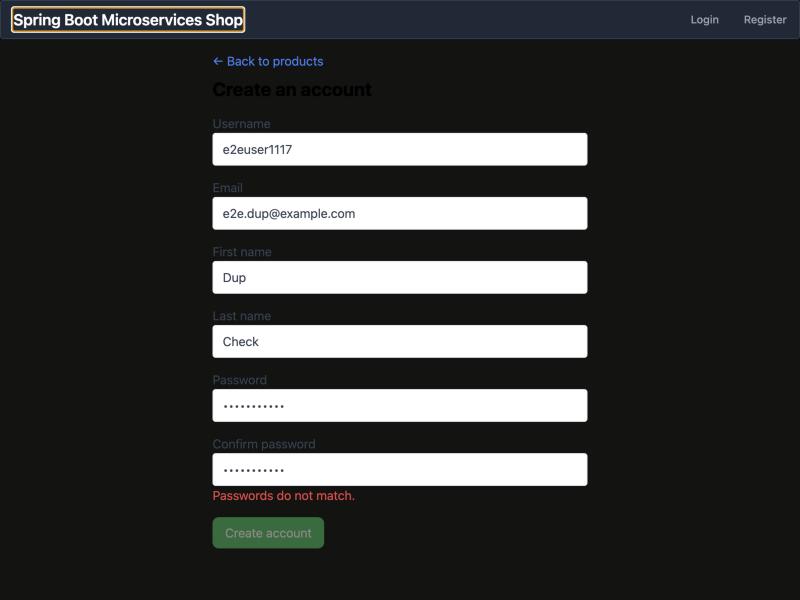 Spring Boot Microservices Shop
Login
Register
← Back to products
Create an account
Username
e2euser1117
Email
e2e.dup@example.com
First name
Dup
Last name
Check
Password
•••••••••••
Confirm password
•••••••••••
Passwords do not match.
Create account